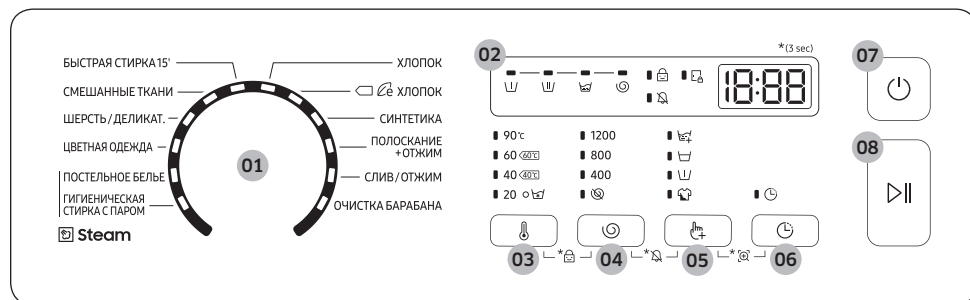 БЫСТРАЯ СТИРКА 15'
СМЕШАННЫЕ ТКАНИ
ШЕРСТЬ/ДЕЛИКАТ.
ЦВЕТНАЯ ОДЕЖДА
ПОСТЕЛЬНОЕ БЕЛЬЕ
ГИГИЕНИЧЕСКАЯ
СТИРКА С ПАРОМ
Steam
01
ХЛОПОК
e ХЛОПОК
СИНТЕТИКА
ПОЛОСКАНИЕ
+ОТЖИМ
СЛИВ/ОТЖИМ
ОЧИСТКА БАРАБАНА
02
*(3 sec)
18:88
90℃ 1200
60 60℃ 800
40 40℃ 400
20
03 * 04 * 05 * 06
07
08